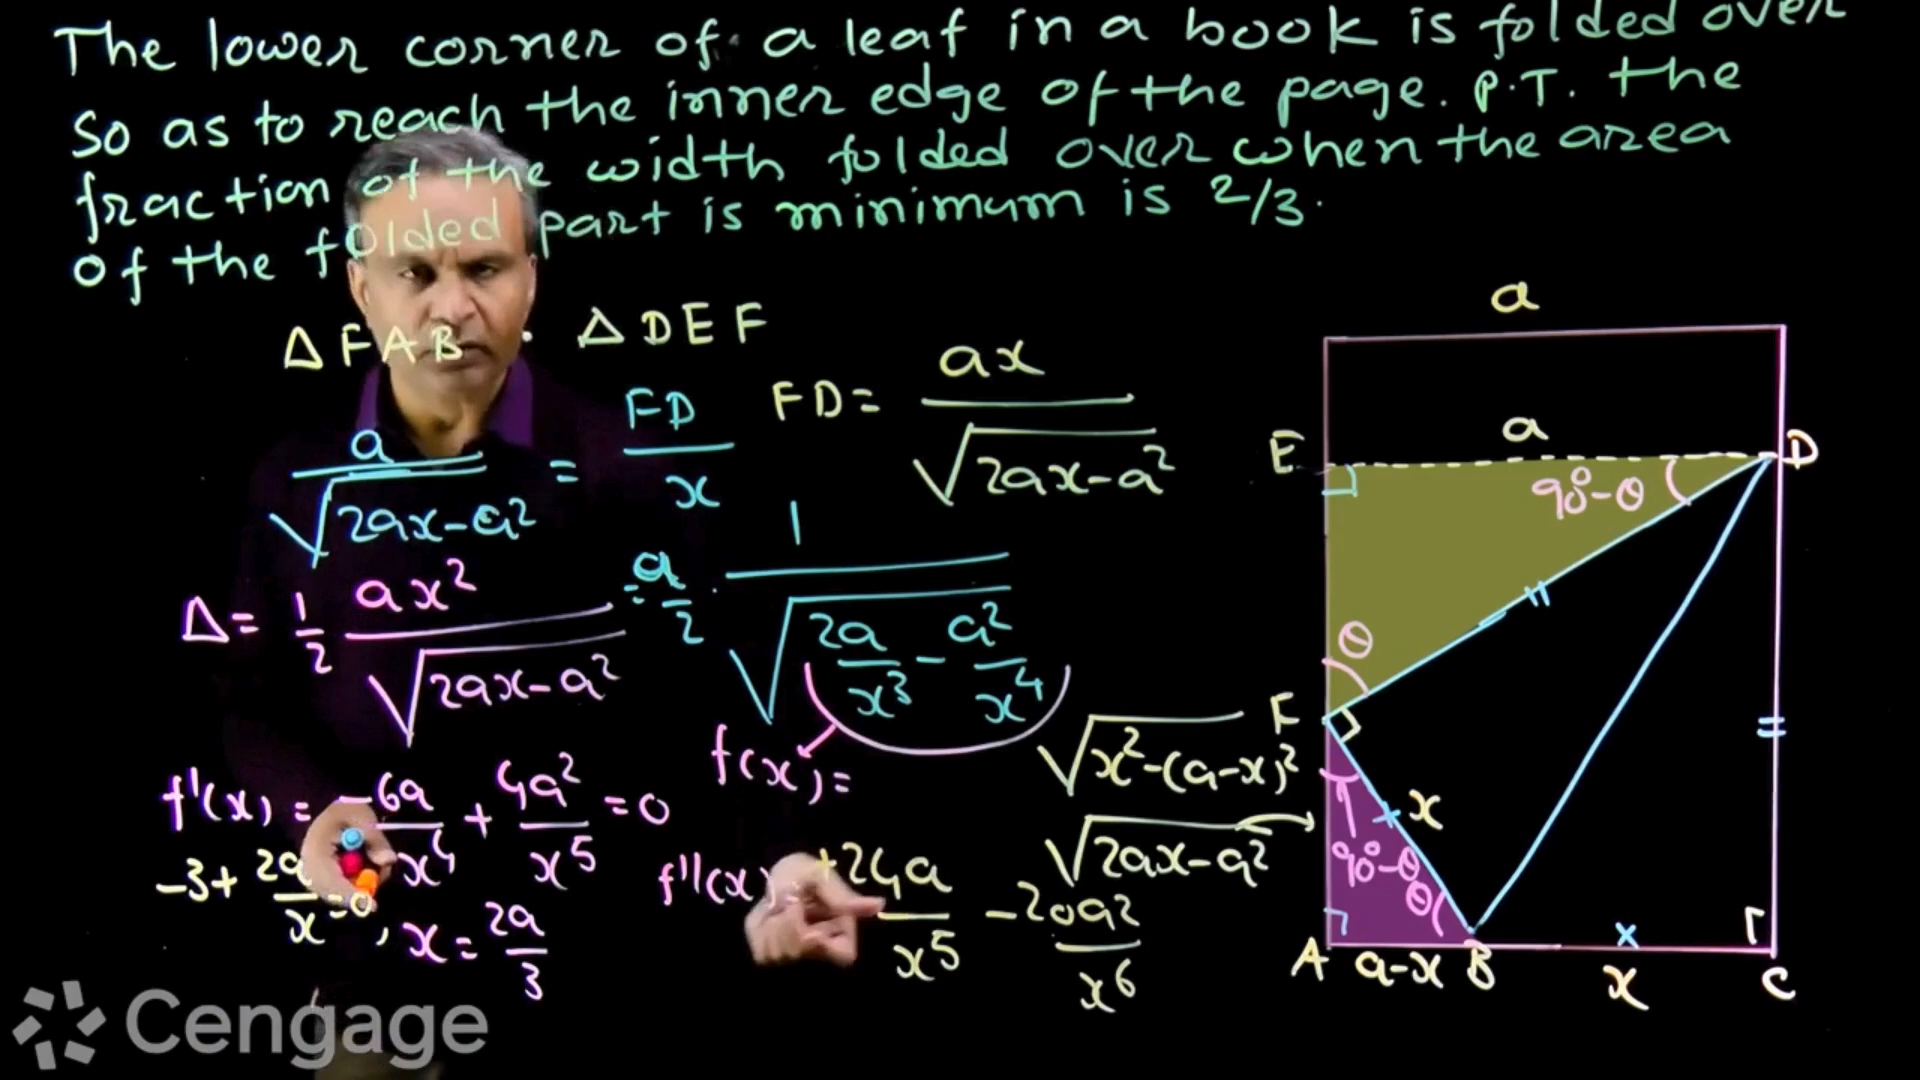 The lower corner of a leaf in a book is folded over
so as to reach the inner edge of the page. P.T. the
fraction of the width folded over when the area
of the folded part is minimum is 2/3.
Δ FAB . Δ DEF
a/√(2ax-a²) = FD/x
FD = ax/√(2ax-a²)
Δ = 1/2 ax²/√(2ax-a²) = a/2 . 1/√(2a/x³ - a²/x⁴)
f(x) =
f'(x) = -6a/x⁴ + 4a²/x⁵ = 0
-3 + 2a/x = 0, x = 2a/3
f''(x) +24a/x⁵ - 20a²/x⁶
√(x²-(a-x)²)
√(2ax-a²)
a
E a D
90°-θ
θ
F
x
90°-θ
θ
A a-x B x C
Cengage